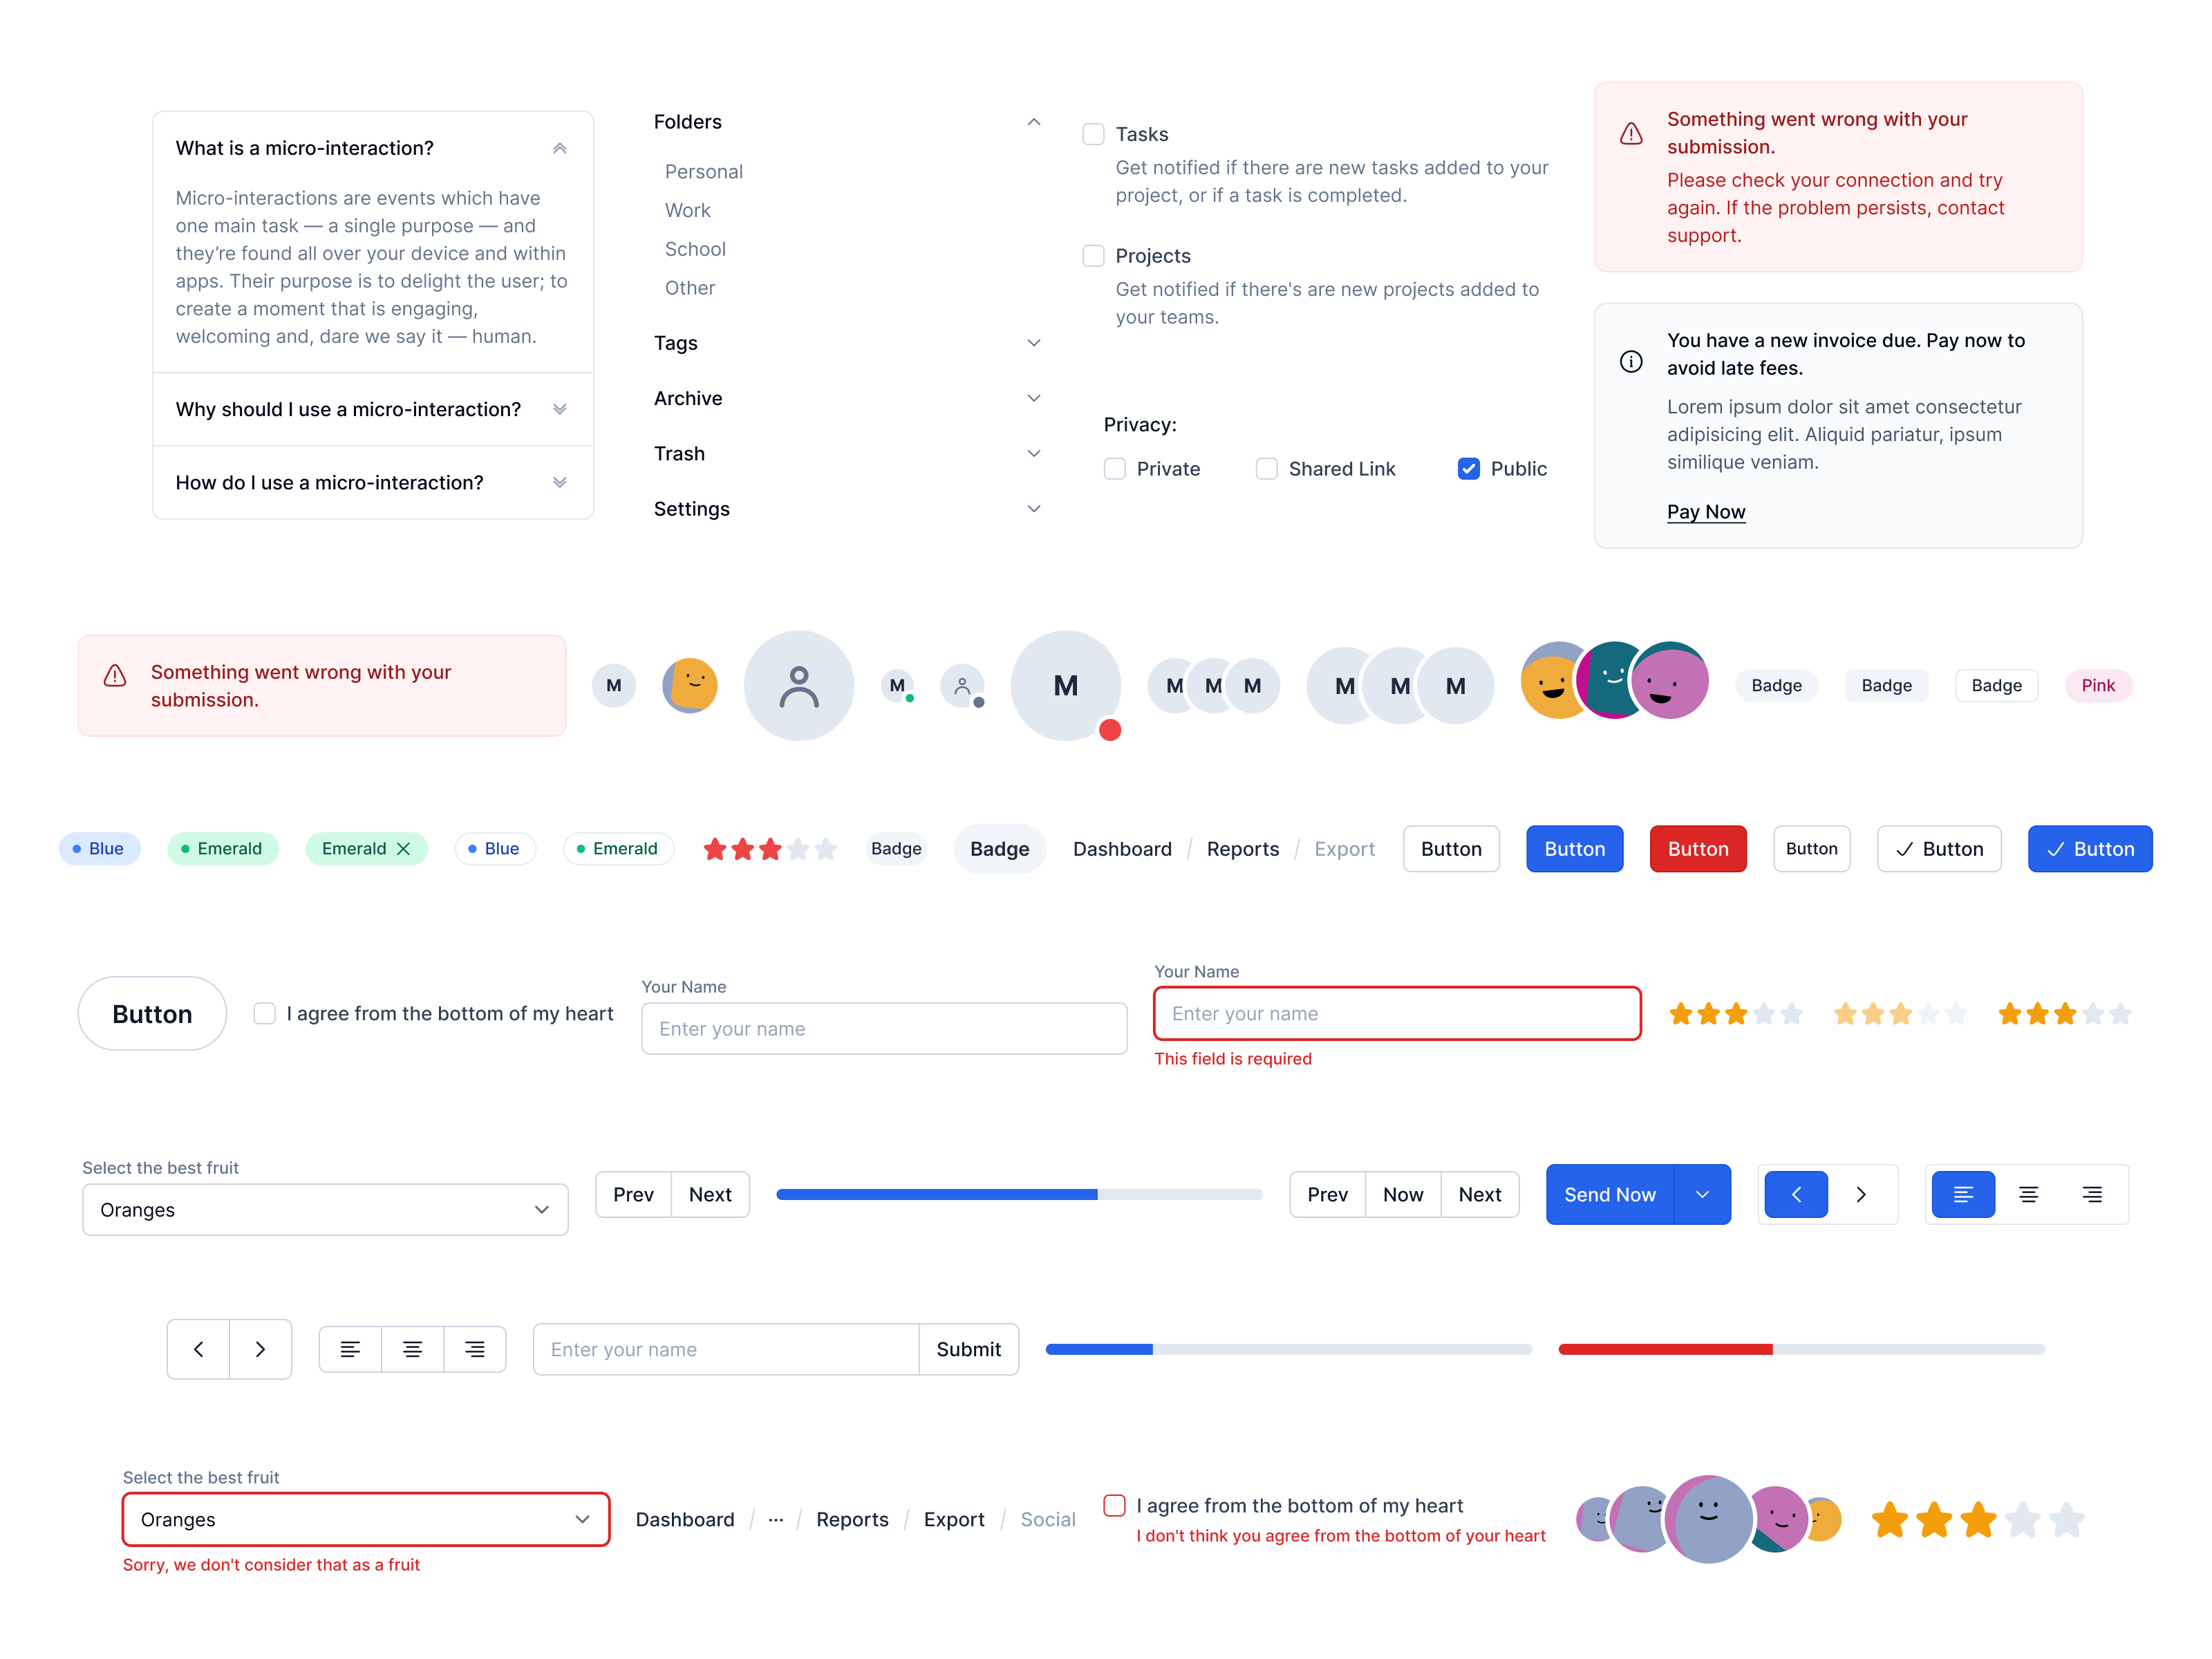 What is a micro-interaction?
Micro-interactions are events which have
one main task — a single purpose — and
they’re found all over your device and within
apps. Their purpose is to delight the user; to
create a moment that is engaging,
welcoming and, dare we say it — human.
Why should I use a micro-interaction?
How do I use a micro-interaction?
Folders
Personal
Work
School
Other
Tags
Archive
Trash
Settings
Tasks
Get notified if there are new tasks added to your
project, or if a task is completed.
Projects
Get notified if there's are new projects added to
your teams.
Privacy:
Private
Shared Link
Public
Something went wrong with your
submission.
Please check your connection and try
again. If the problem persists, contact
support.
You have a new invoice due. Pay now to
avoid late fees.
Lorem ipsum dolor sit amet consectetur
adipisicing elit. Aliquid pariatur, ipsum
similique veniam.
Pay Now
Something went wrong with your
submission.
M
M
M
M
M
M
M
M
M
Badge
Badge
Badge
Pink
Blue
Emerald
Emerald
Blue
Emerald
Badge
Badge
Dashboard / Reports / Export
Button
Button
Button
Button
Button
Button
Button
I agree from the bottom of my heart
Your Name
Enter your name
Your Name
Enter your name
This field is required
Select the best fruit
Oranges
Prev
Next
Prev
Now
Next
Send Now
Enter your name
Submit
Select the best fruit
Oranges
Sorry, we don't consider that as a fruit
Dashboard / ··· / Reports / Export / Social
I agree from the bottom of my heart
I don't think you agree from the bottom of your heart